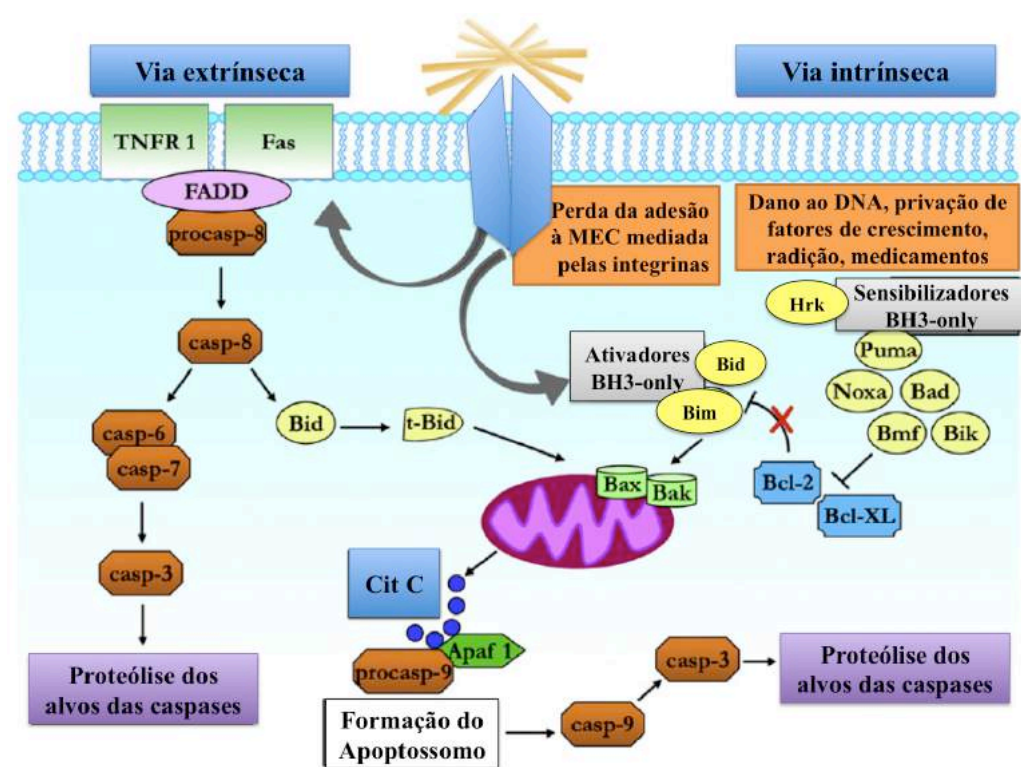 Via extrínseca
Via intrínseca
TNFR 1
Fas
FADD
procasp-8
Perda da adesão
à MEC mediada
pelas integrinas
Dano ao DNA, privação de
fatores de crescimento,
radição, medicamentos
Hrk
Sensibilizadores
BH3-only
casp-8
Ativadores
BH3-only
Bid
Bim
Puma
Noxa
Bad
Bmf
Bik
casp-6
casp-7
Bid
t-Bid
Bax
Bak
Bcl-2
Bcl-XL
casp-3
Cit C
Apaf 1
procasp-9
Proteólise dos
alvos das caspases
Formação do
Apoptossomo
casp-9
casp-3
Proteólise dos
alvos das caspases